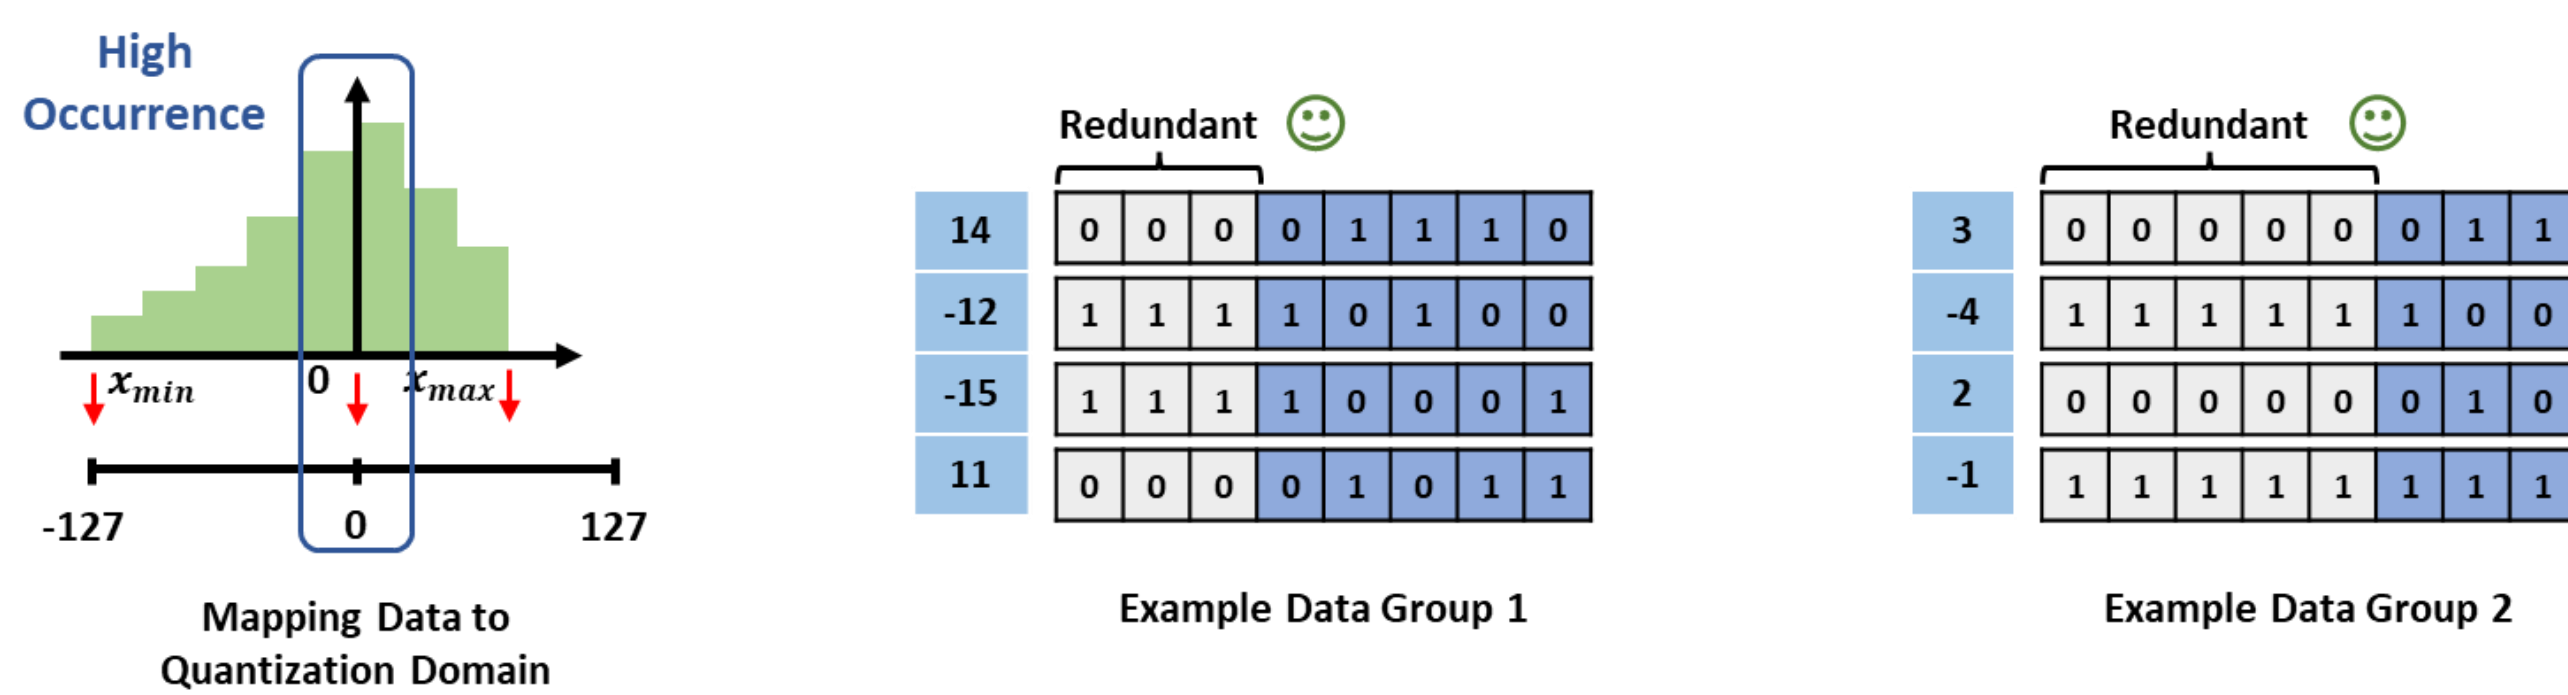 High
Occurrence
x_min
0
x_max
-127
0
127
Mapping Data to
Quantization Domain
Redundant
14 0 0 0 0 1 1 1 0
-12 1 1 1 1 0 1 0 0
-15 1 1 1 1 0 0 0 1
11 0 0 0 0 1 0 1 1
Example Data Group 1
Redundant
3 0 0 0 0 0 0 1 1
-4 1 1 1 1 1 1 0 0
2 0 0 0 0 0 0 1 0
-1 1 1 1 1 1 1 1 1
Example Data Group 2